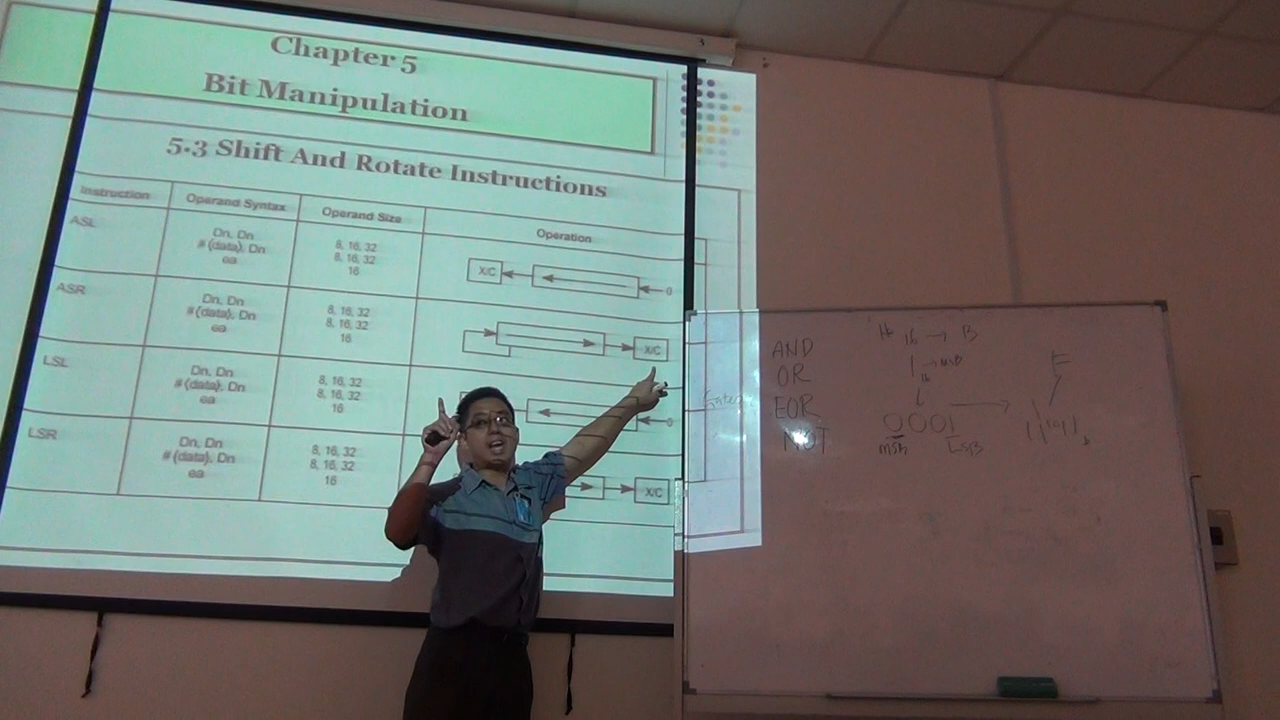 3
Chapter 5
Bit Manipulation
5.3 Shift And Rotate Instructions
Instruction Operand Syntax Operand Size Operation
ASL
Dn, Dn 8, 16, 32
#⟨data⟩, Dn 8, 16, 32
ea 16
X/C 0
ASR
Dn, Dn 8, 16, 32
#⟨data⟩, Dn 8, 16, 32
ea 16
X/C
LSL
Dn, Dn 8, 16, 32
#⟨data⟩, Dn 8, 16, 32
ea 16
0
LSR
Dn, Dn 8, 16, 32
#⟨data⟩, Dn 8, 16, 32
ea 16
X/C
AND
OR
EOR
NOT
16 → B
0001
MSB LSB
F